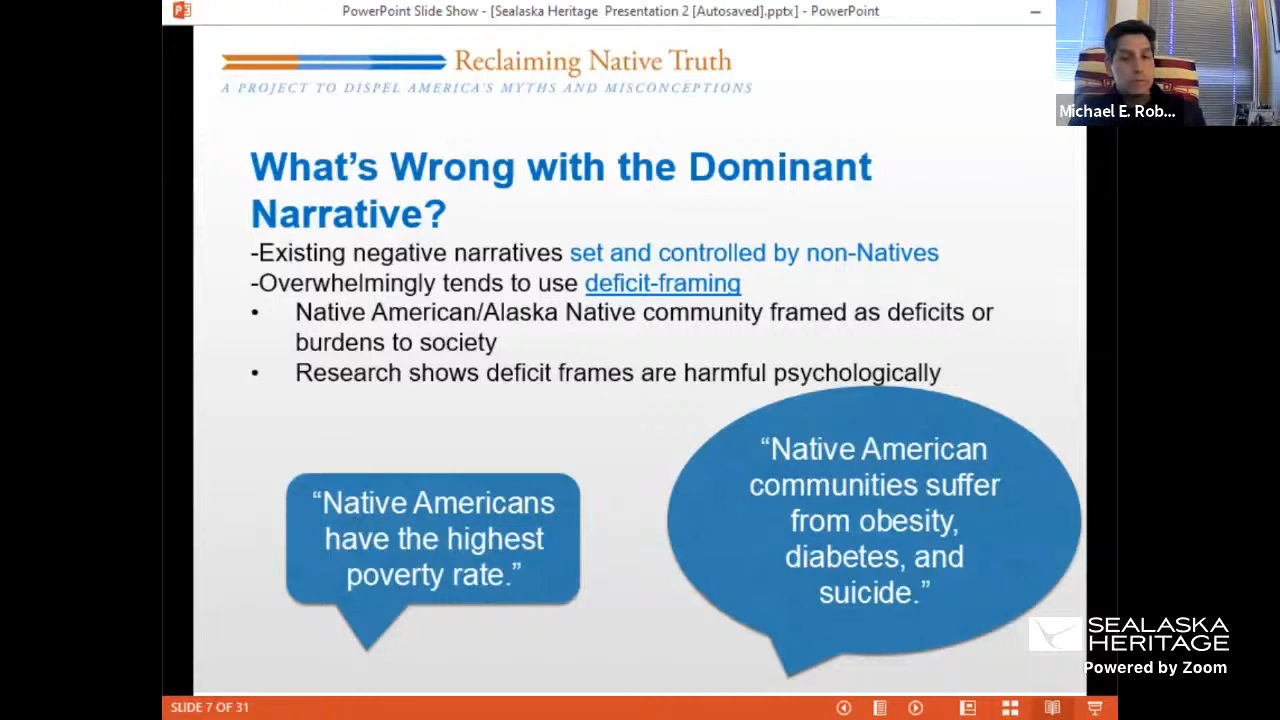 PowerPoint Slide Show - [Sealaska Heritage Presentation 2 [Autosaved].pptx] - PowerPoint
Reclaiming Native Truth
A PROJECT TO DISPEL AMERICA'S MYTHS AND MISCONCEPTIONS
Michael E. Rob...
What's Wrong with the Dominant
Narrative?
-Existing negative narratives set and controlled by non-Natives
-Overwhelmingly tends to use deficit-framing
• Native American/Alaska Native community framed as deficits or
burdens to society
• Research shows deficit frames are harmful psychologically
“Native Americans
have the highest
poverty rate.”
“Native American
communities suffer
from obesity,
diabetes, and
suicide.”
SEALASKA
HERITAGE
Powered by Zoom
SLIDE 7 OF 31